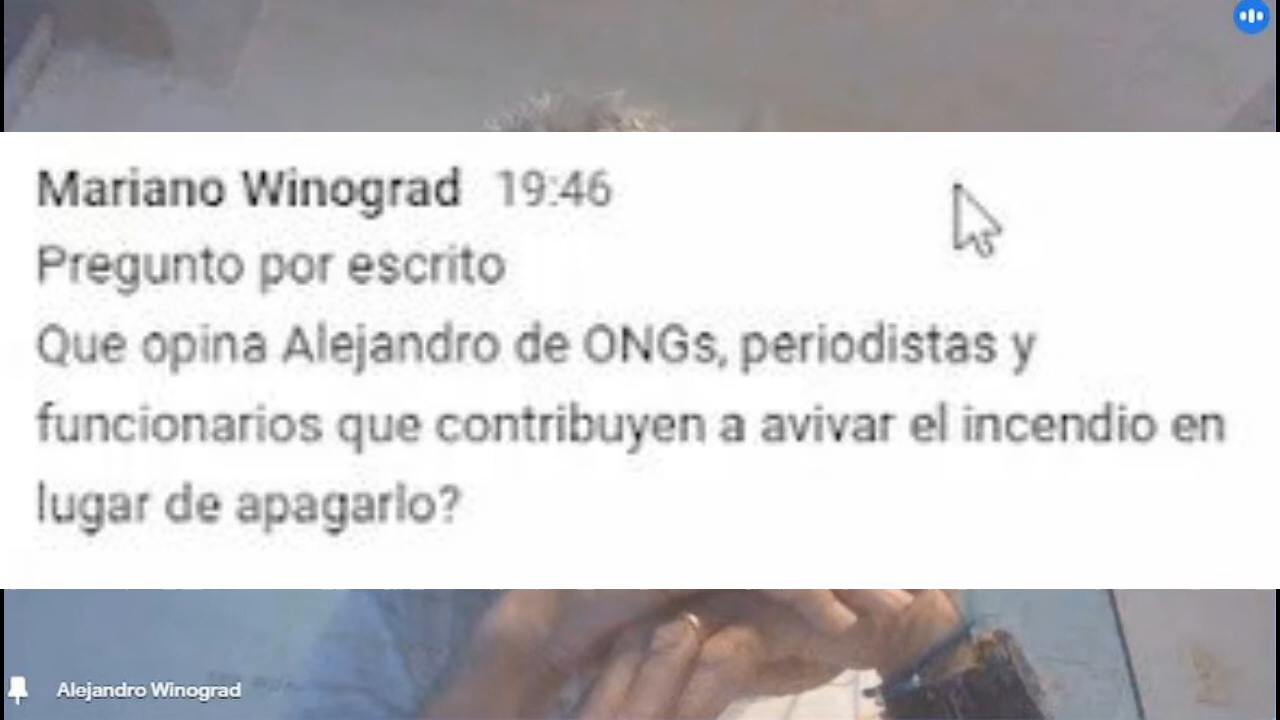 Mariano Winograd 19:46
Pregunto por escrito
Que opina Alejandro de ONGs, periodistas y
funcionarios que contribuyen a avivar el incendio en
lugar de apagarlo?
Alejandro Winograd